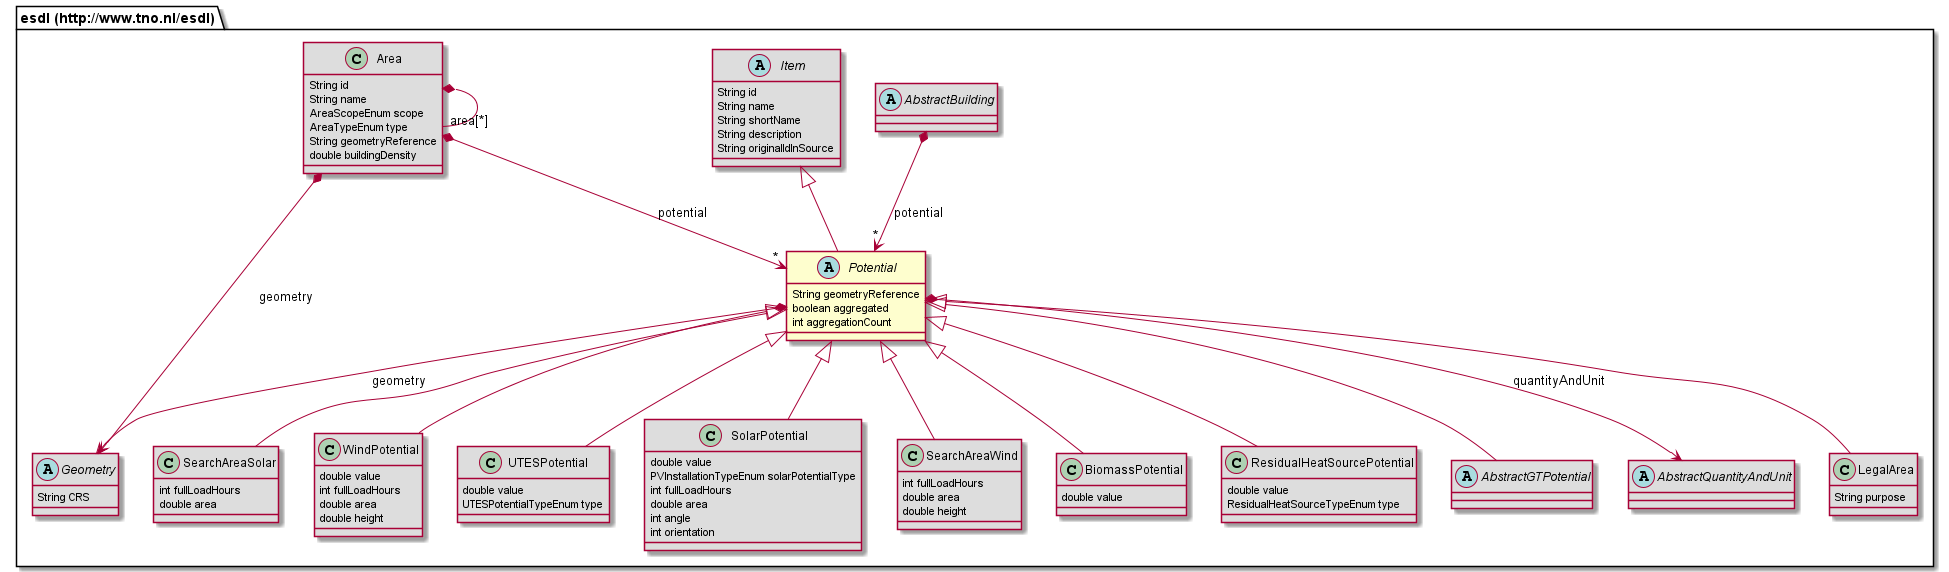 esdl (http://www.tno.nl/esdl)
C Area
String id
String name
AreaScopeEnum scope
AreaTypeEnum type
String geometryReference
double buildingDensity
area[*]
A Item
String id
String name
String shortName
String description
String originalIdInSource
A AbstractBuilding
potential
potential
*
*
A Potential
String geometryReference
boolean aggregated
int aggregationCount
geometry
geometry
quantityAndUnit
A Geometry
String CRS
C SearchAreaSolar
int fullLoadHours
double area
C WindPotential
double value
int fullLoadHours
double area
double height
C UTESPotential
double value
UTESPotentialTypeEnum type
C SolarPotential
double value
PVInstallationTypeEnum solarPotentialType
int fullLoadHours
double area
int angle
int orientation
C SearchAreaWind
int fullLoadHours
double area
double height
C BiomassPotential
double value
C ResidualHeatSourcePotential
double value
ResidualHeatSourceTypeEnum type
A AbstractGTPotential
A AbstractQuantityAndUnit
C LegalArea
String purpose